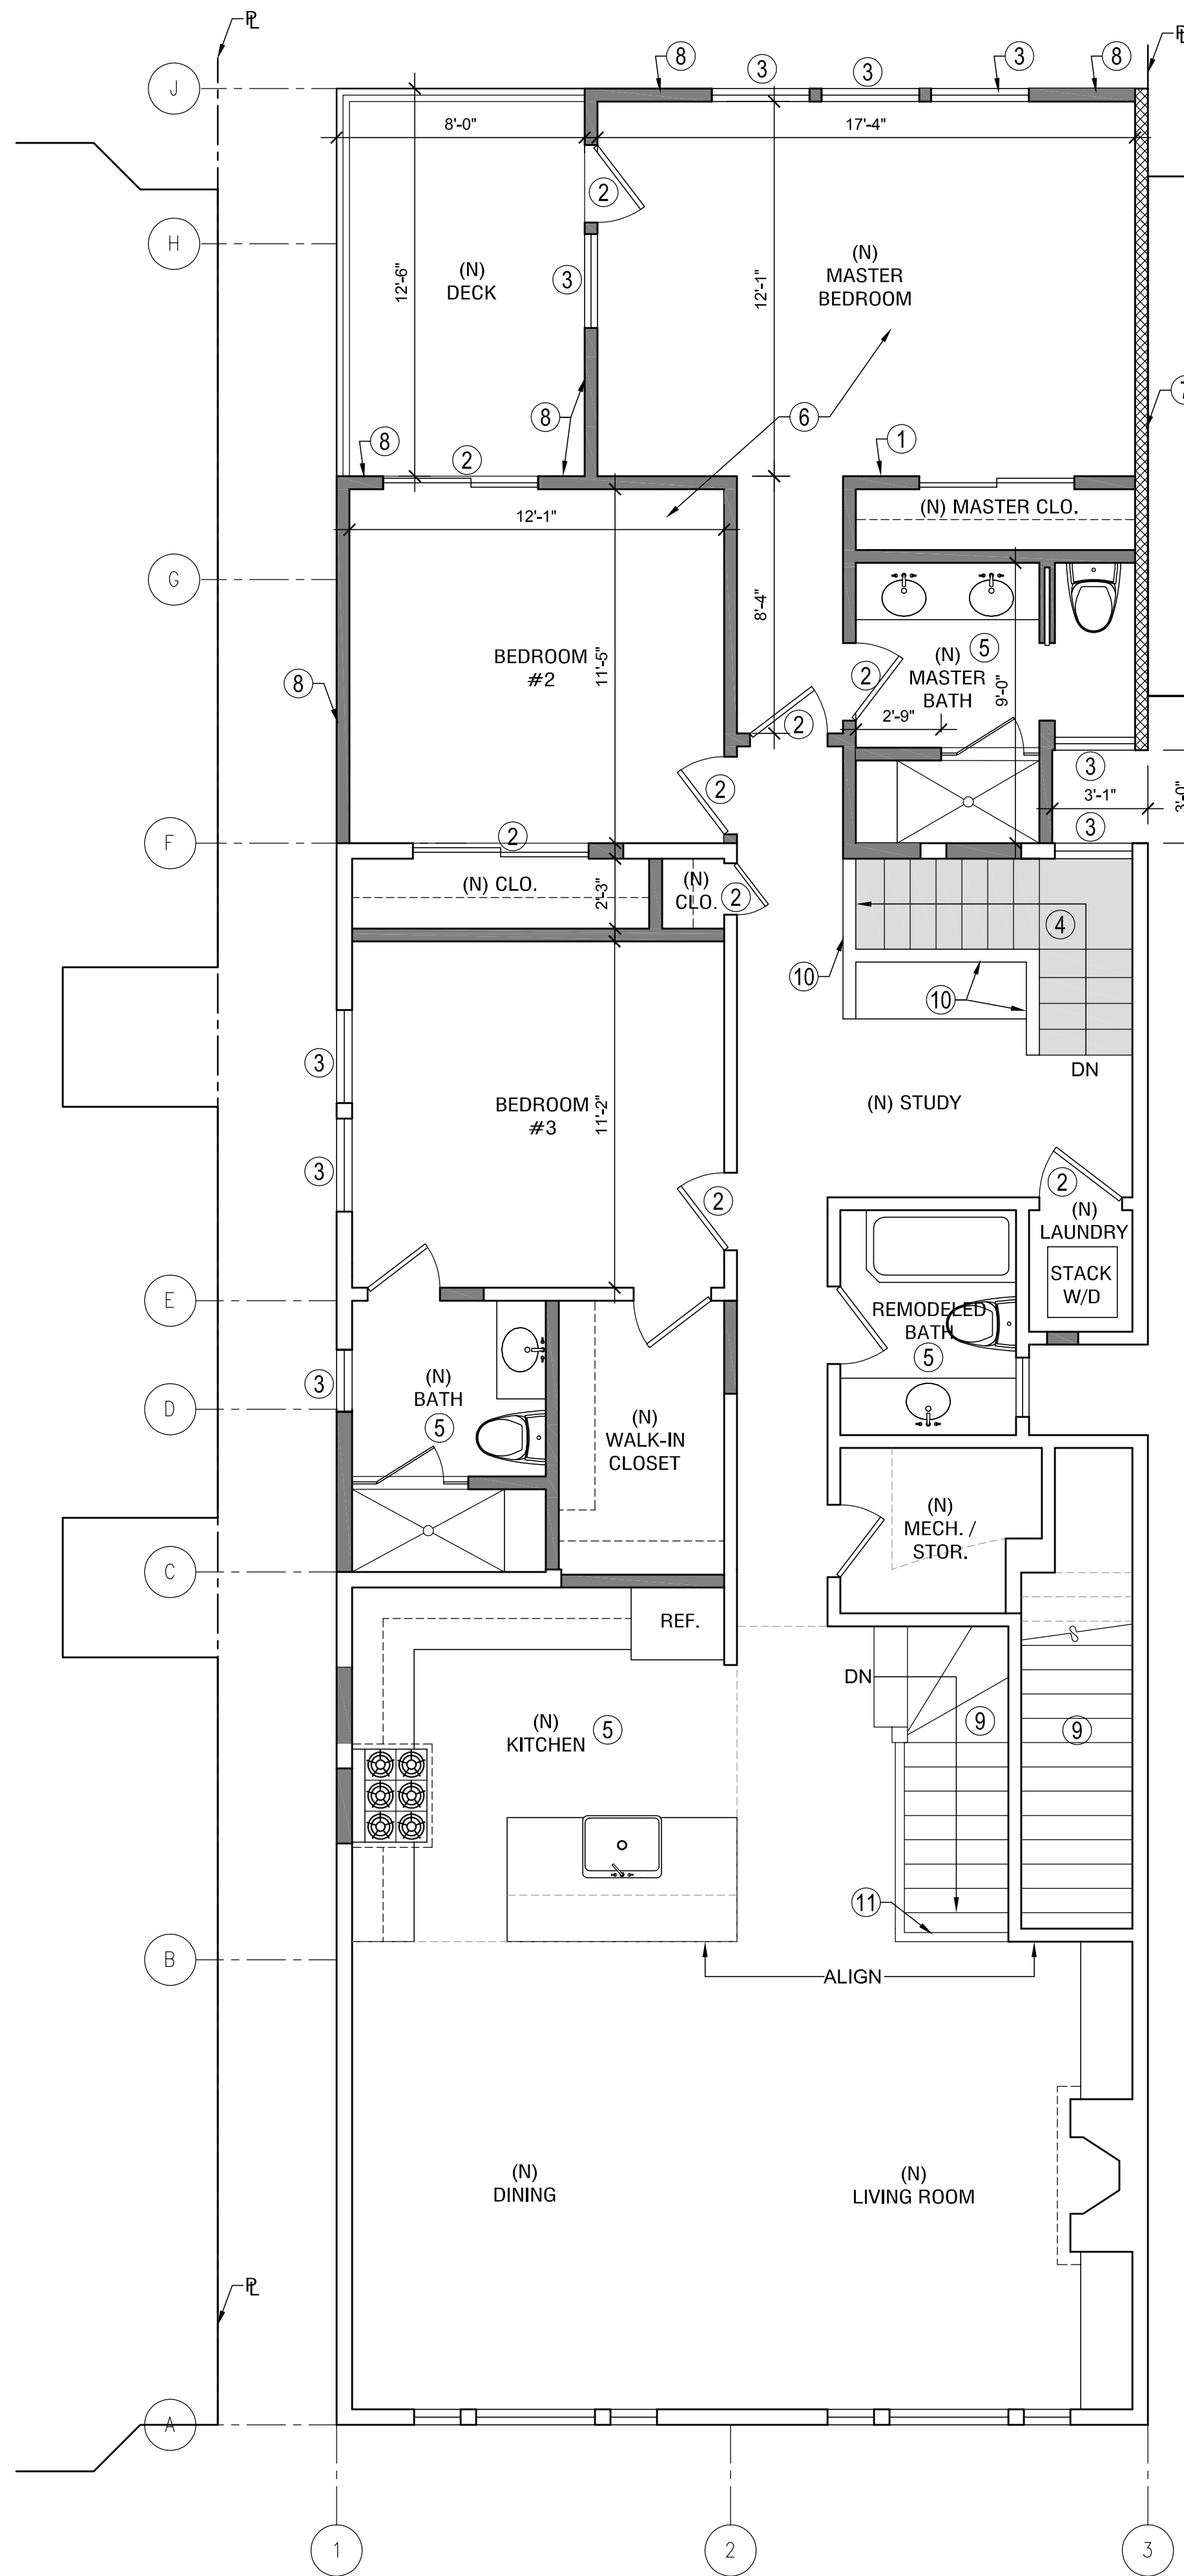 PL
PL
J
8
3
3
3
8
8'-0"
17'-4"
2
H
(N)
DECK
12'-6"
3
12'-1"
(N)
MASTER
BEDROOM
7
8
8
6
1
2
(N) MASTER CLO.
12'-1"
G
8'-4"
BEDROOM
#2
11'-5"
8
2
(N)
MASTER
BATH
5
9'-0"
2'-9"
2
2
3
3'-1"
3'-0"
F
2
3
(N) CLO.
2'-3"
(N)
CLO.
2
4
10
10
DN
3
BEDROOM
#3
11'-2"
(N) STUDY
3
2
2
(N)
LAUNDRY
STACK
W/D
E
REMODELED
BATH
5
3
(N)
BATH
5
D
(N)
WALK-IN
CLOSET
(N)
MECH. /
STOR.
C
REF.
DN
(N)
KITCHEN
5
9
9
11
B
ALIGN
(N)
DINING
(N)
LIVING ROOM
PL
A
1
2
3